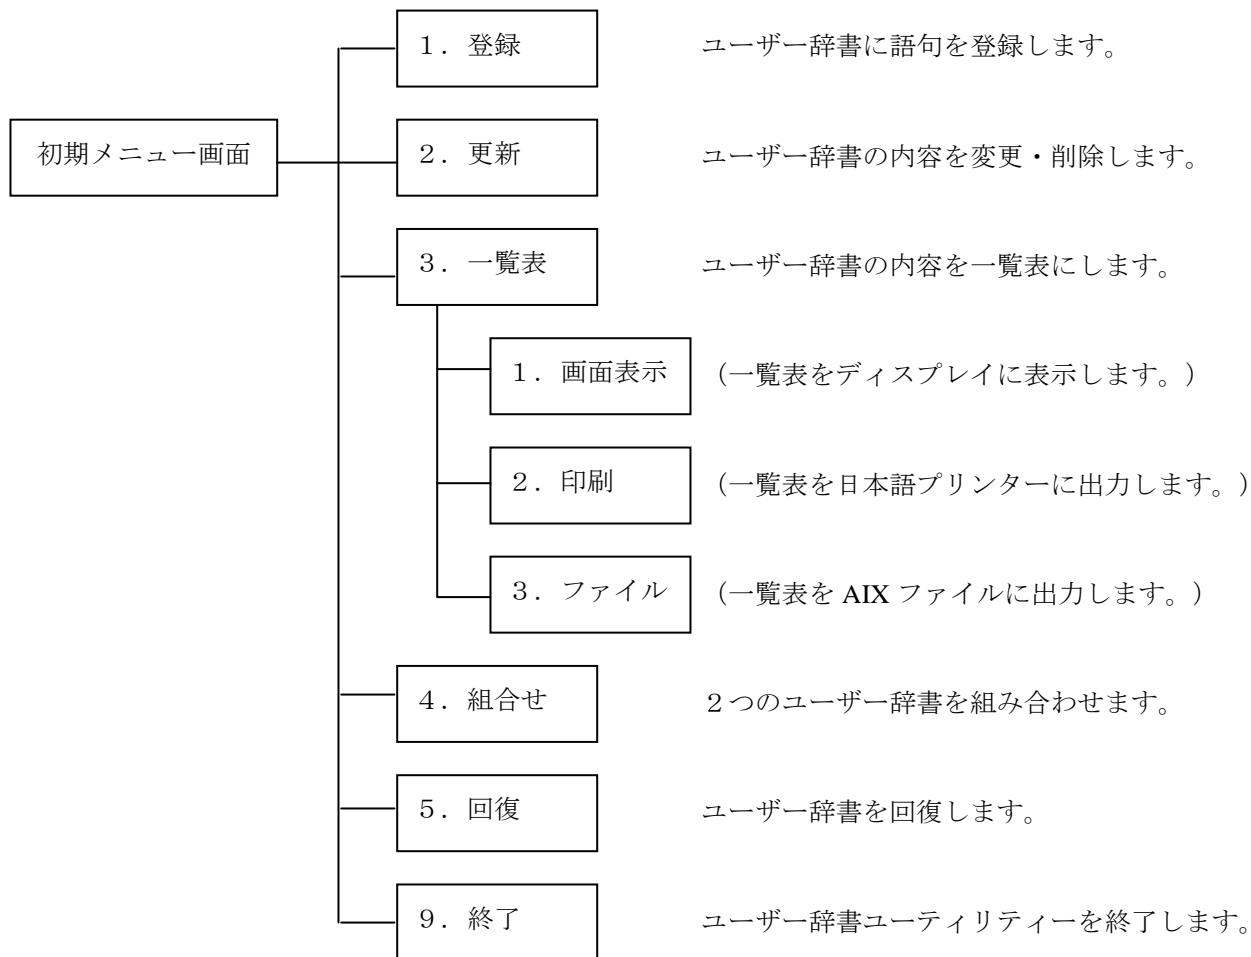 1．登録
ユーザー辞書に語句を登録します。
初期メニュー画面
2．更新
ユーザー辞書の内容を変更・削除します。
3．一覧表
ユーザー辞書の内容を一覧表にします。
1．画面表示
（一覧表をディスプレイに表示します。）
2．印刷
（一覧表を日本語プリンターに出力します。）
3．ファイル
（一覧表を AIX ファイルに出力します。）
4．組合せ
２つのユーザー辞書を組み合わせます。
5．回復
ユーザー辞書を回復します。
9．終了
ユーザー辞書ユーティリティーを終了します。